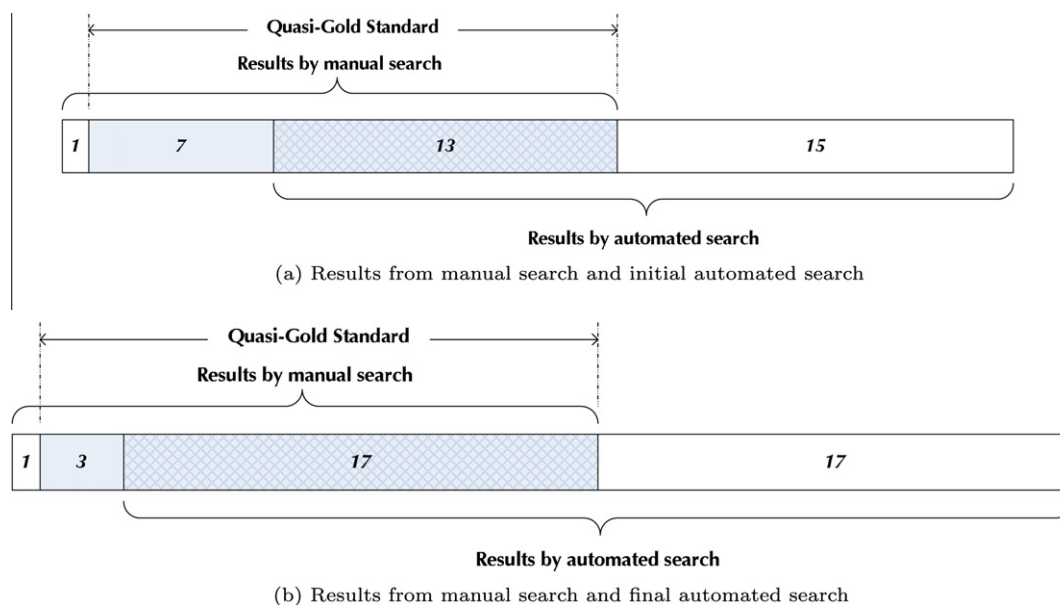 Quasi-Gold Standard
Results by manual search
1 7 13 15
Results by automated search
(a) Results from manual search and initial automated search
Quasi-Gold Standard
Results by manual search
1 3 17 17
Results by automated search
(b) Results from manual search and final automated search